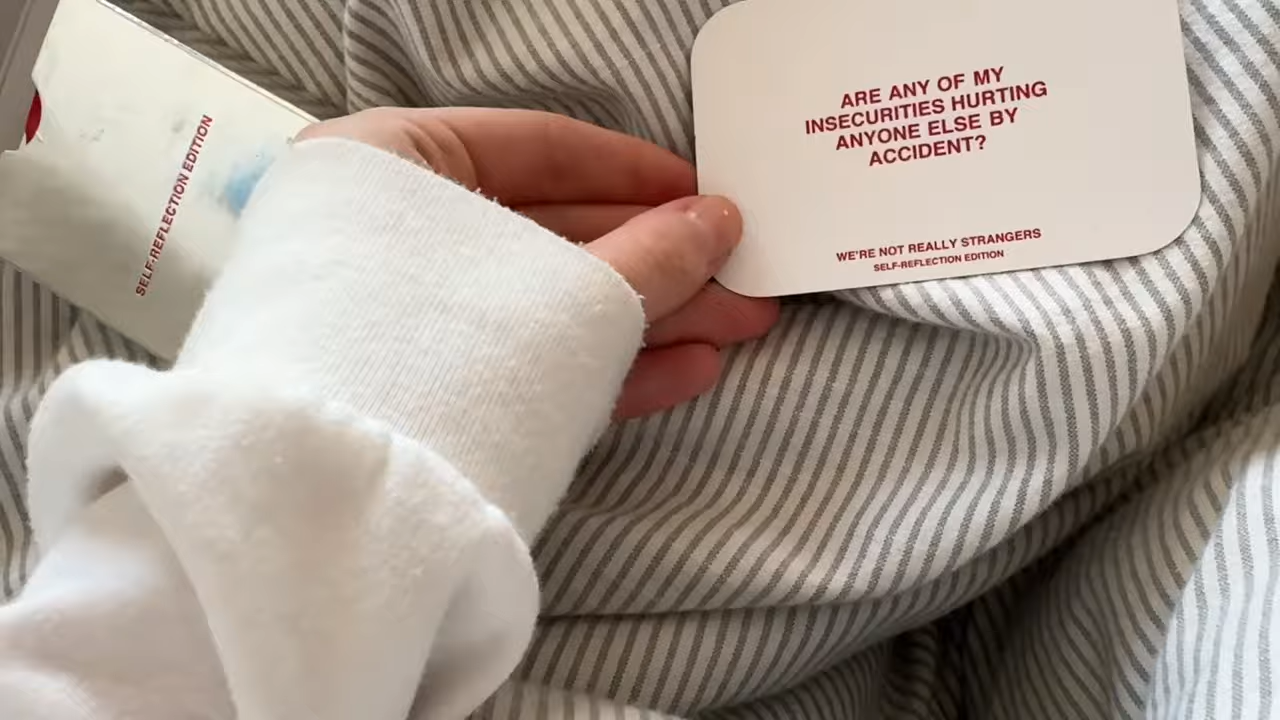 ARE ANY OF MY
INSECURITIES HURTING
ANYONE ELSE BY
ACCIDENT?
WE'RE NOT REALLY STRANGERS
SELF-REFLECTION EDITION
SELF-REFLECTION EDITION